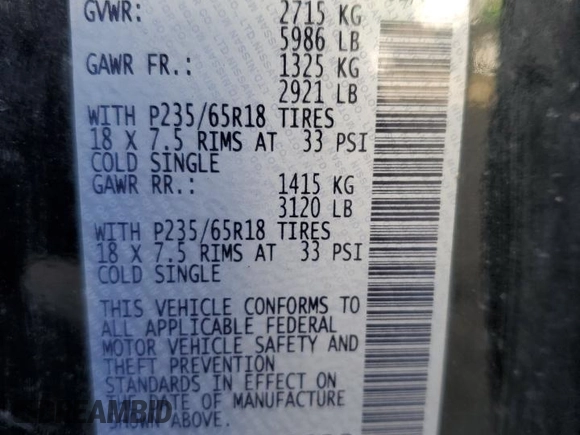 GVWR: 2715 KG
5986 LB
GAWR FR.: 1325 KG
2921 LB
WITH P235/65R18 TIRES
18 X 7.5 RIMS AT 33 PSI
COLD SINGLE
GAWR RR.: 1415 KG
3120 LB
WITH P235/65R18 TIRES
18 X 7.5 RIMS AT 33 PSI
COLD SINGLE
THIS VEHICLE CONFORMS TO
ALL APPLICABLE FEDERAL
MOTOR VEHICLE SAFETY AND
THEFT PREVENTION
STANDARDS IN EFFECT ON
THE DATE OF MANUFACTURE
SHOWN ABOVE.
DREAMBID